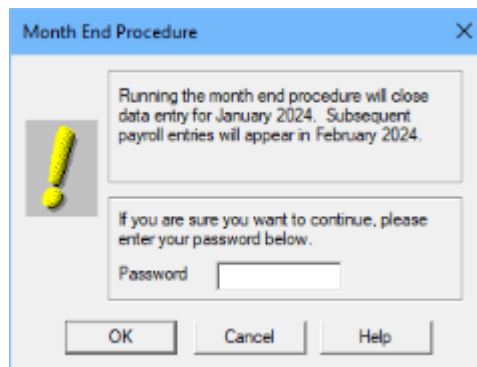 Month End Procedure
Running the month end procedure will close
data entry for January 2024. Subsequent
payroll entries will appear in February 2024.
If you are sure you want to continue, please
enter your password below.
Password
OK Cancel Help